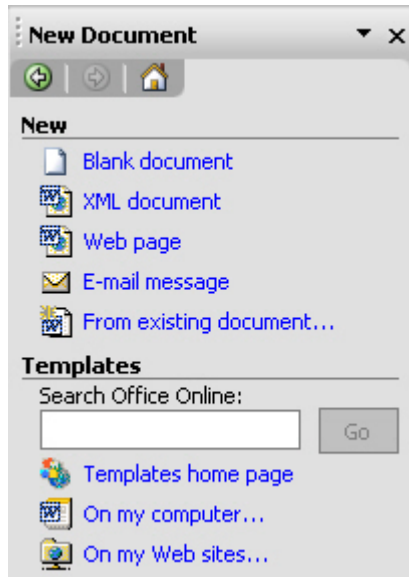 New Document
New
Blank document
XML document
Web page
E-mail message
From existing document...
Templates
Search Office Online:
Go
Templates home page
On my computer...
On my Web sites...